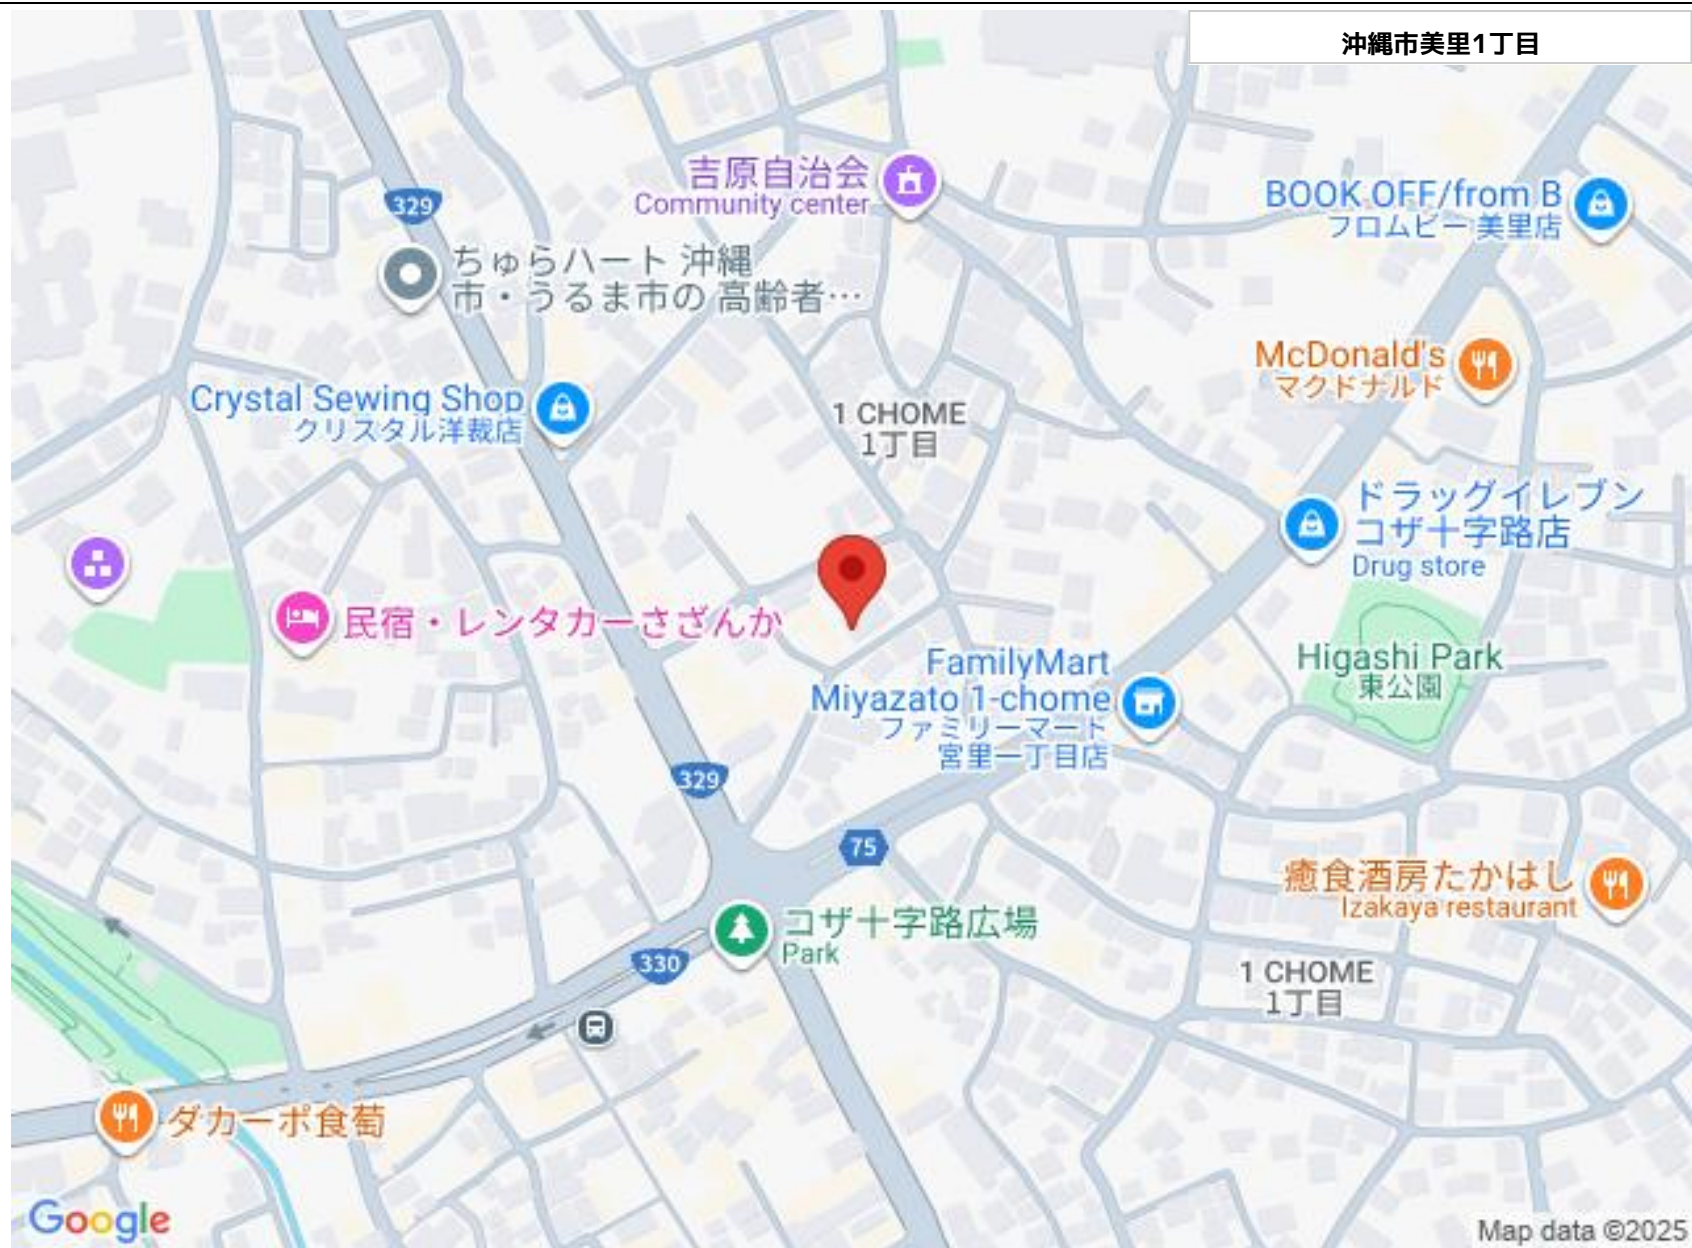 沖縄市美里1丁目
吉原自治会
Community center
BOOK OFF/from B
フロムビー 美里店
329
ちゅらハート 沖縄
市・うるま市の 高齢者…
McDonald's
マクドナルド
Crystal Sewing Shop
クリスタル洋裁店
1 CHOME
1丁目
ドラッグイレブン
コザ十字路店
Drug store
民宿・レンタカーさざんか
FamilyMart
Miyazato 1-chome
ファミリーマート
宮里一丁目店
Higashi Park
東公園
329
75
癒食酒房たかはし
Izakaya restaurant
コザ十字路広場
Park
330
1 CHOME
1丁目
ダカーポ食萄
Google
Map data ©2025